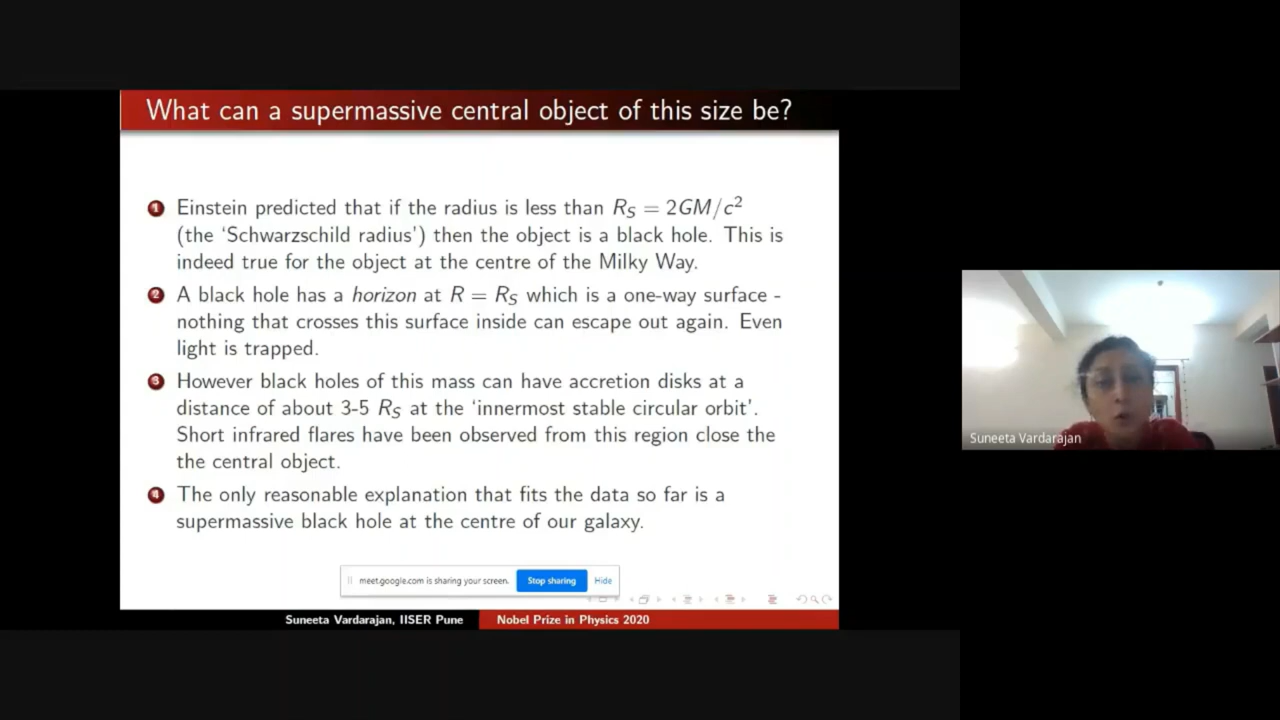 What can a supermassive central object of this size be?
1 Einstein predicted that if the radius is less than R_S = 2GM/c²
(the 'Schwarzschild radius') then the object is a black hole. This is
indeed true for the object at the centre of the Milky Way.
2 A black hole has a horizon at R = R_S which is a one-way surface -
nothing that crosses this surface inside can escape out again. Even
light is trapped.
3 However black holes of this mass can have accretion disks at a
distance of about 3-5 R_S at the 'innermost stable circular orbit'.
Short infrared flares have been observed from this region close the
the central object.
4 The only reasonable explanation that fits the data so far is a
supermassive black hole at the centre of our galaxy.
meet.google.com is sharing your screen. Stop sharing Hide
Suneeta Vardarajan, IISER Pune Nobel Prize in Physics 2020
Suneeta Vardarajan